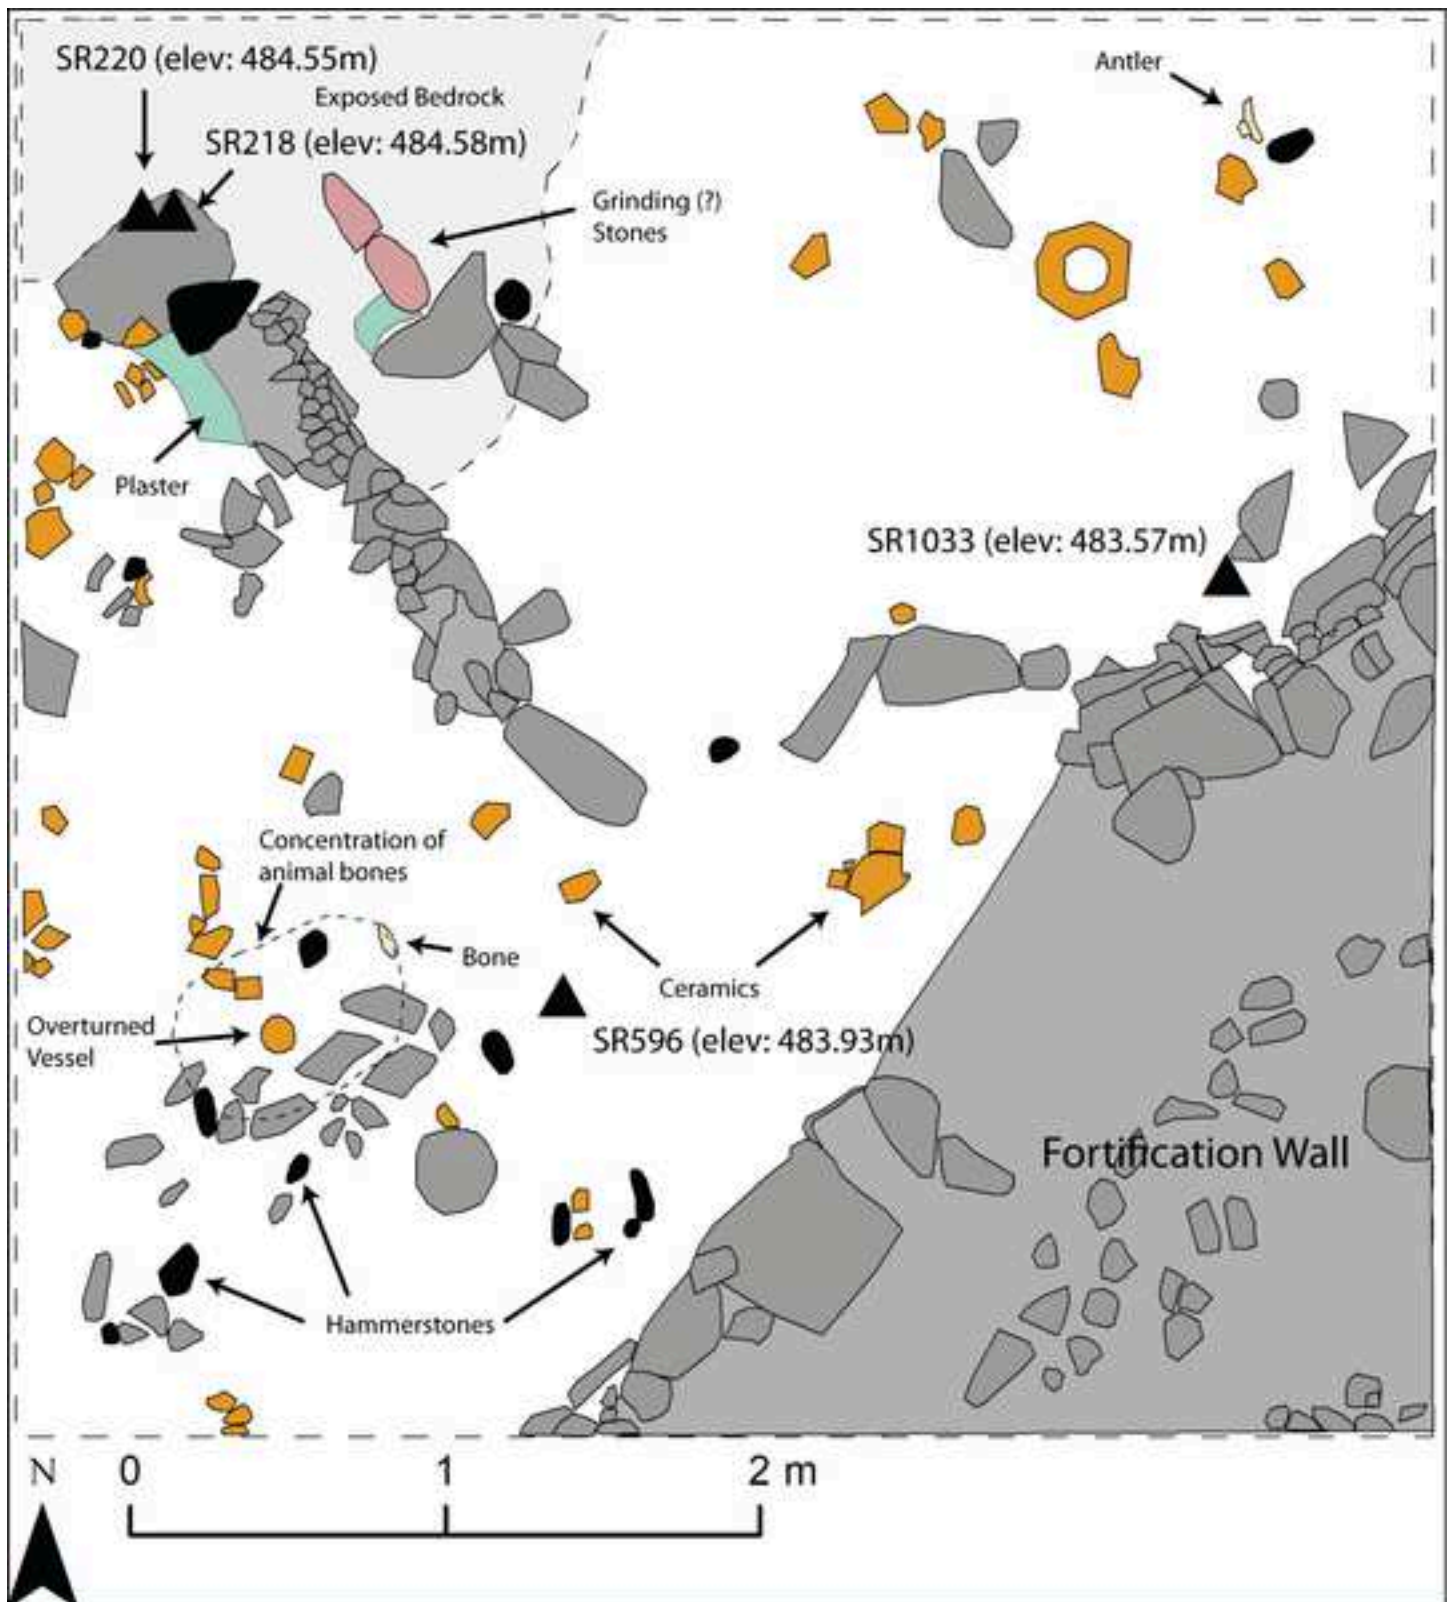 SR220 (elev: 484.55m)
Exposed Bedrock
SR218 (elev: 484.58m)
Antler
Grinding (?)
Stones
Plaster
SR1033 (elev: 483.57m)
Concentration of
animal bones
Bone
Ceramics
Overturned
Vessel
SR596 (elev: 483.93m)
Fortification Wall
Hammerstones
N
0 1 2 m